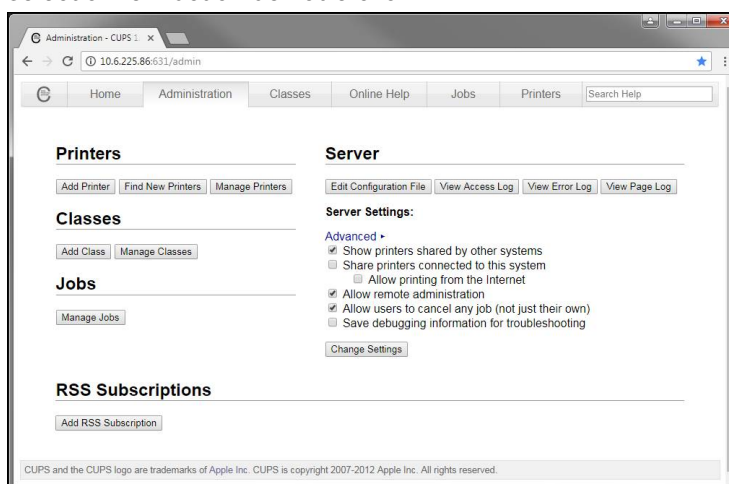 Administration - CUPS 1.
10.6.225.86:631/admin
Home Administration Classes Online Help Jobs Printers Search Help
Printers
Add Printer Find New Printers Manage Printers
Classes
Add Class Manage Classes
Jobs
Manage Jobs
Server
Edit Configuration File View Access Log View Error Log View Page Log
Server Settings:
Advanced ▸
Show printers shared by other systems
Share printers connected to this system
Allow printing from the Internet
Allow remote administration
Allow users to cancel any job (not just their own)
Save debugging information for troubleshooting
Change Settings
RSS Subscriptions
Add RSS Subscription
CUPS and the CUPS logo are trademarks of Apple Inc. CUPS is copyright 2007-2012 Apple Inc. All rights reserved.